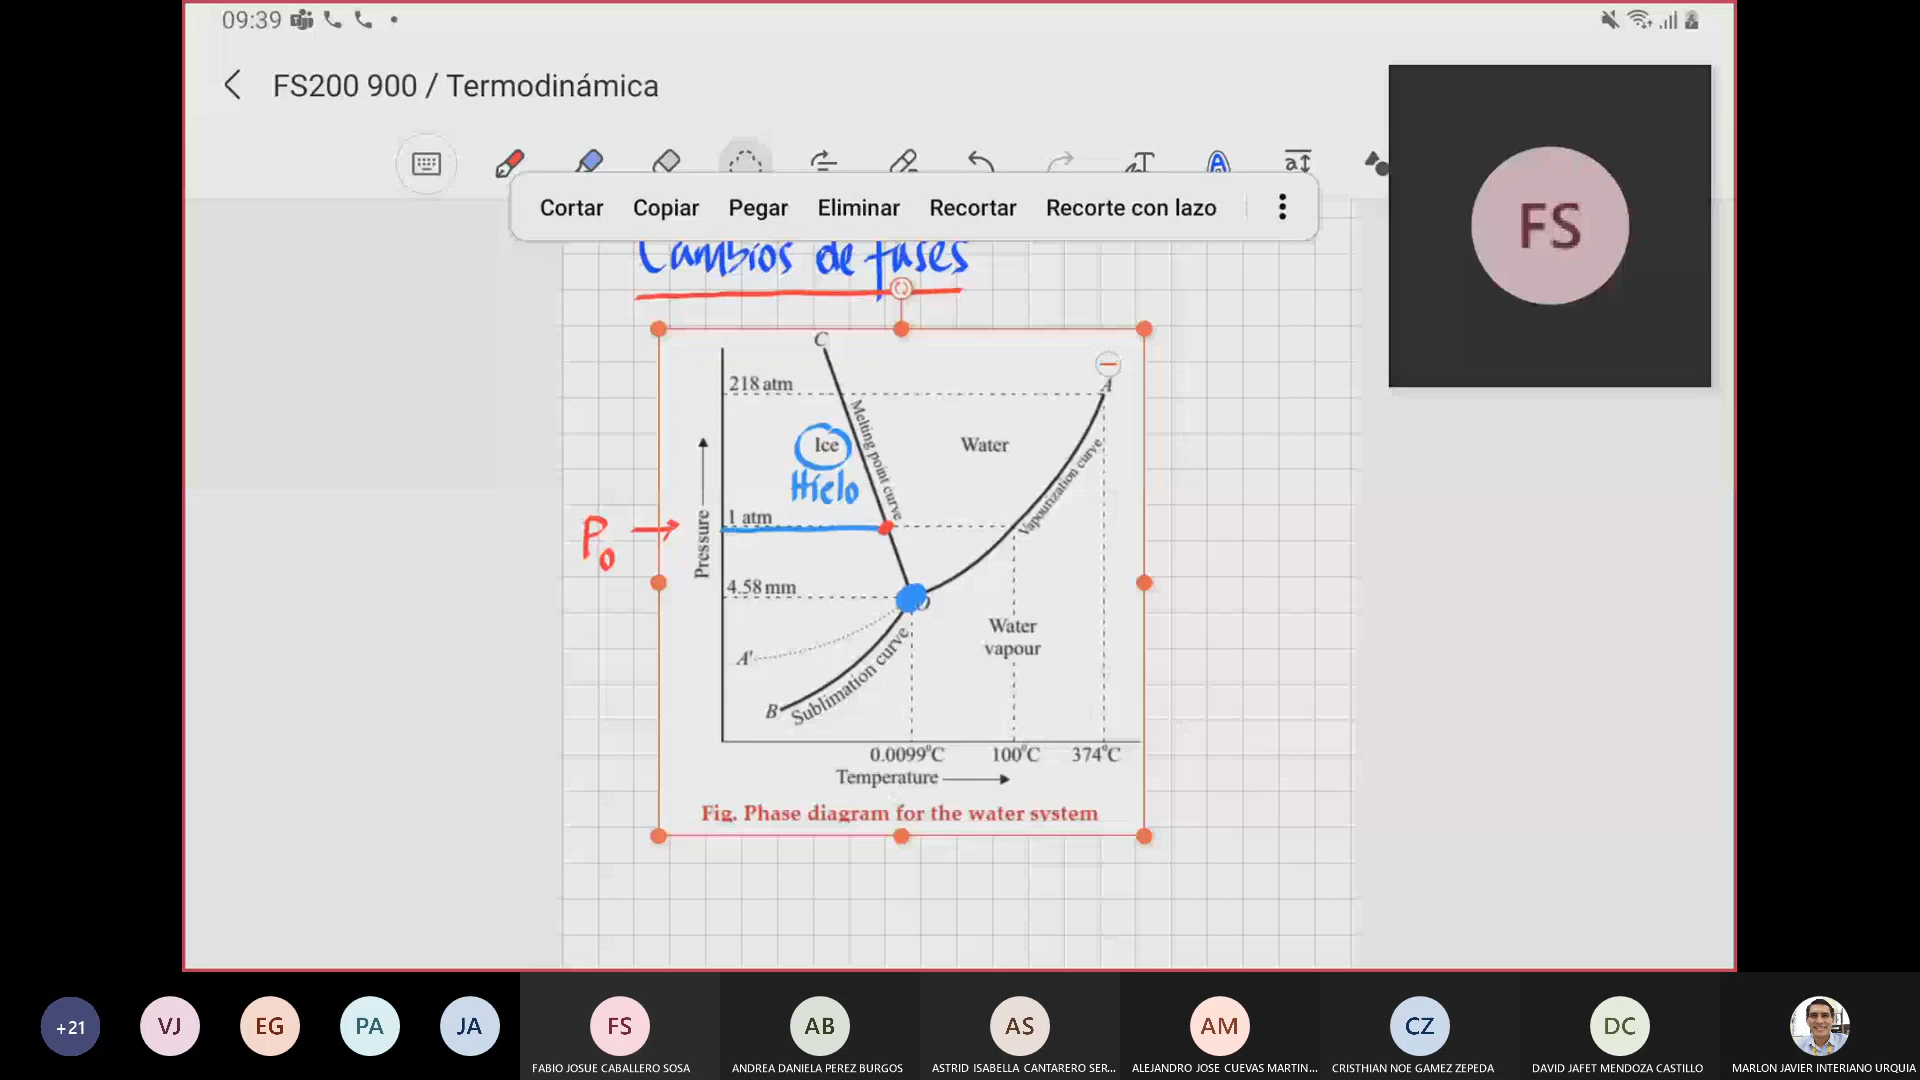 09:39
FS200 900 / Termodinámica
Cortar Copiar Pegar Eliminar Recortar Recorte con lazo
FS
Cambios de fases
C
218 atm
A
Ice
Water
Hielo
Melting point curve
Vapourization curve
1 atm
P0
Pressure
4.58 mm
O
Water
vapour
A'
B
Sublimation curve
0.0099°C 100°C 374°C
Temperature
Fig. Phase diagram for the water system
+21 VJ EG PA JA FS AB AS AM CZ DC
FABIO JOSUE CABALLERO SOSA ANDREA DANIELA PEREZ BURGOS ASTRID ISABELLA CANTARERO SER... ALEJANDRO JOSE CUEVAS MARTIN... CRISTHIAN NOE GAMEZ ZEPEDA DAVID JAFET MENDOZA CASTILLO MARLON JAVIER INTERIANO URQUIA